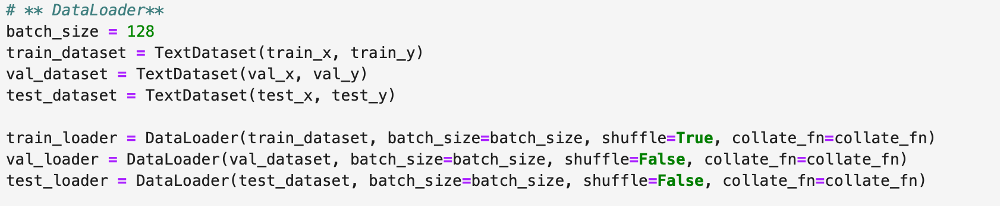 # ** DataLoader**
batch_size = 128
train_dataset = TextDataset(train_x, train_y)
val_dataset = TextDataset(val_x, val_y)
test_dataset = TextDataset(test_x, test_y)
train_loader = DataLoader(train_dataset, batch_size=batch_size, shuffle=True, collate_fn=collate_fn)
val_loader = DataLoader(val_dataset, batch_size=batch_size, shuffle=False, collate_fn=collate_fn)
test_loader = DataLoader(test_dataset, batch_size=batch_size, shuffle=False, collate_fn=collate_fn)